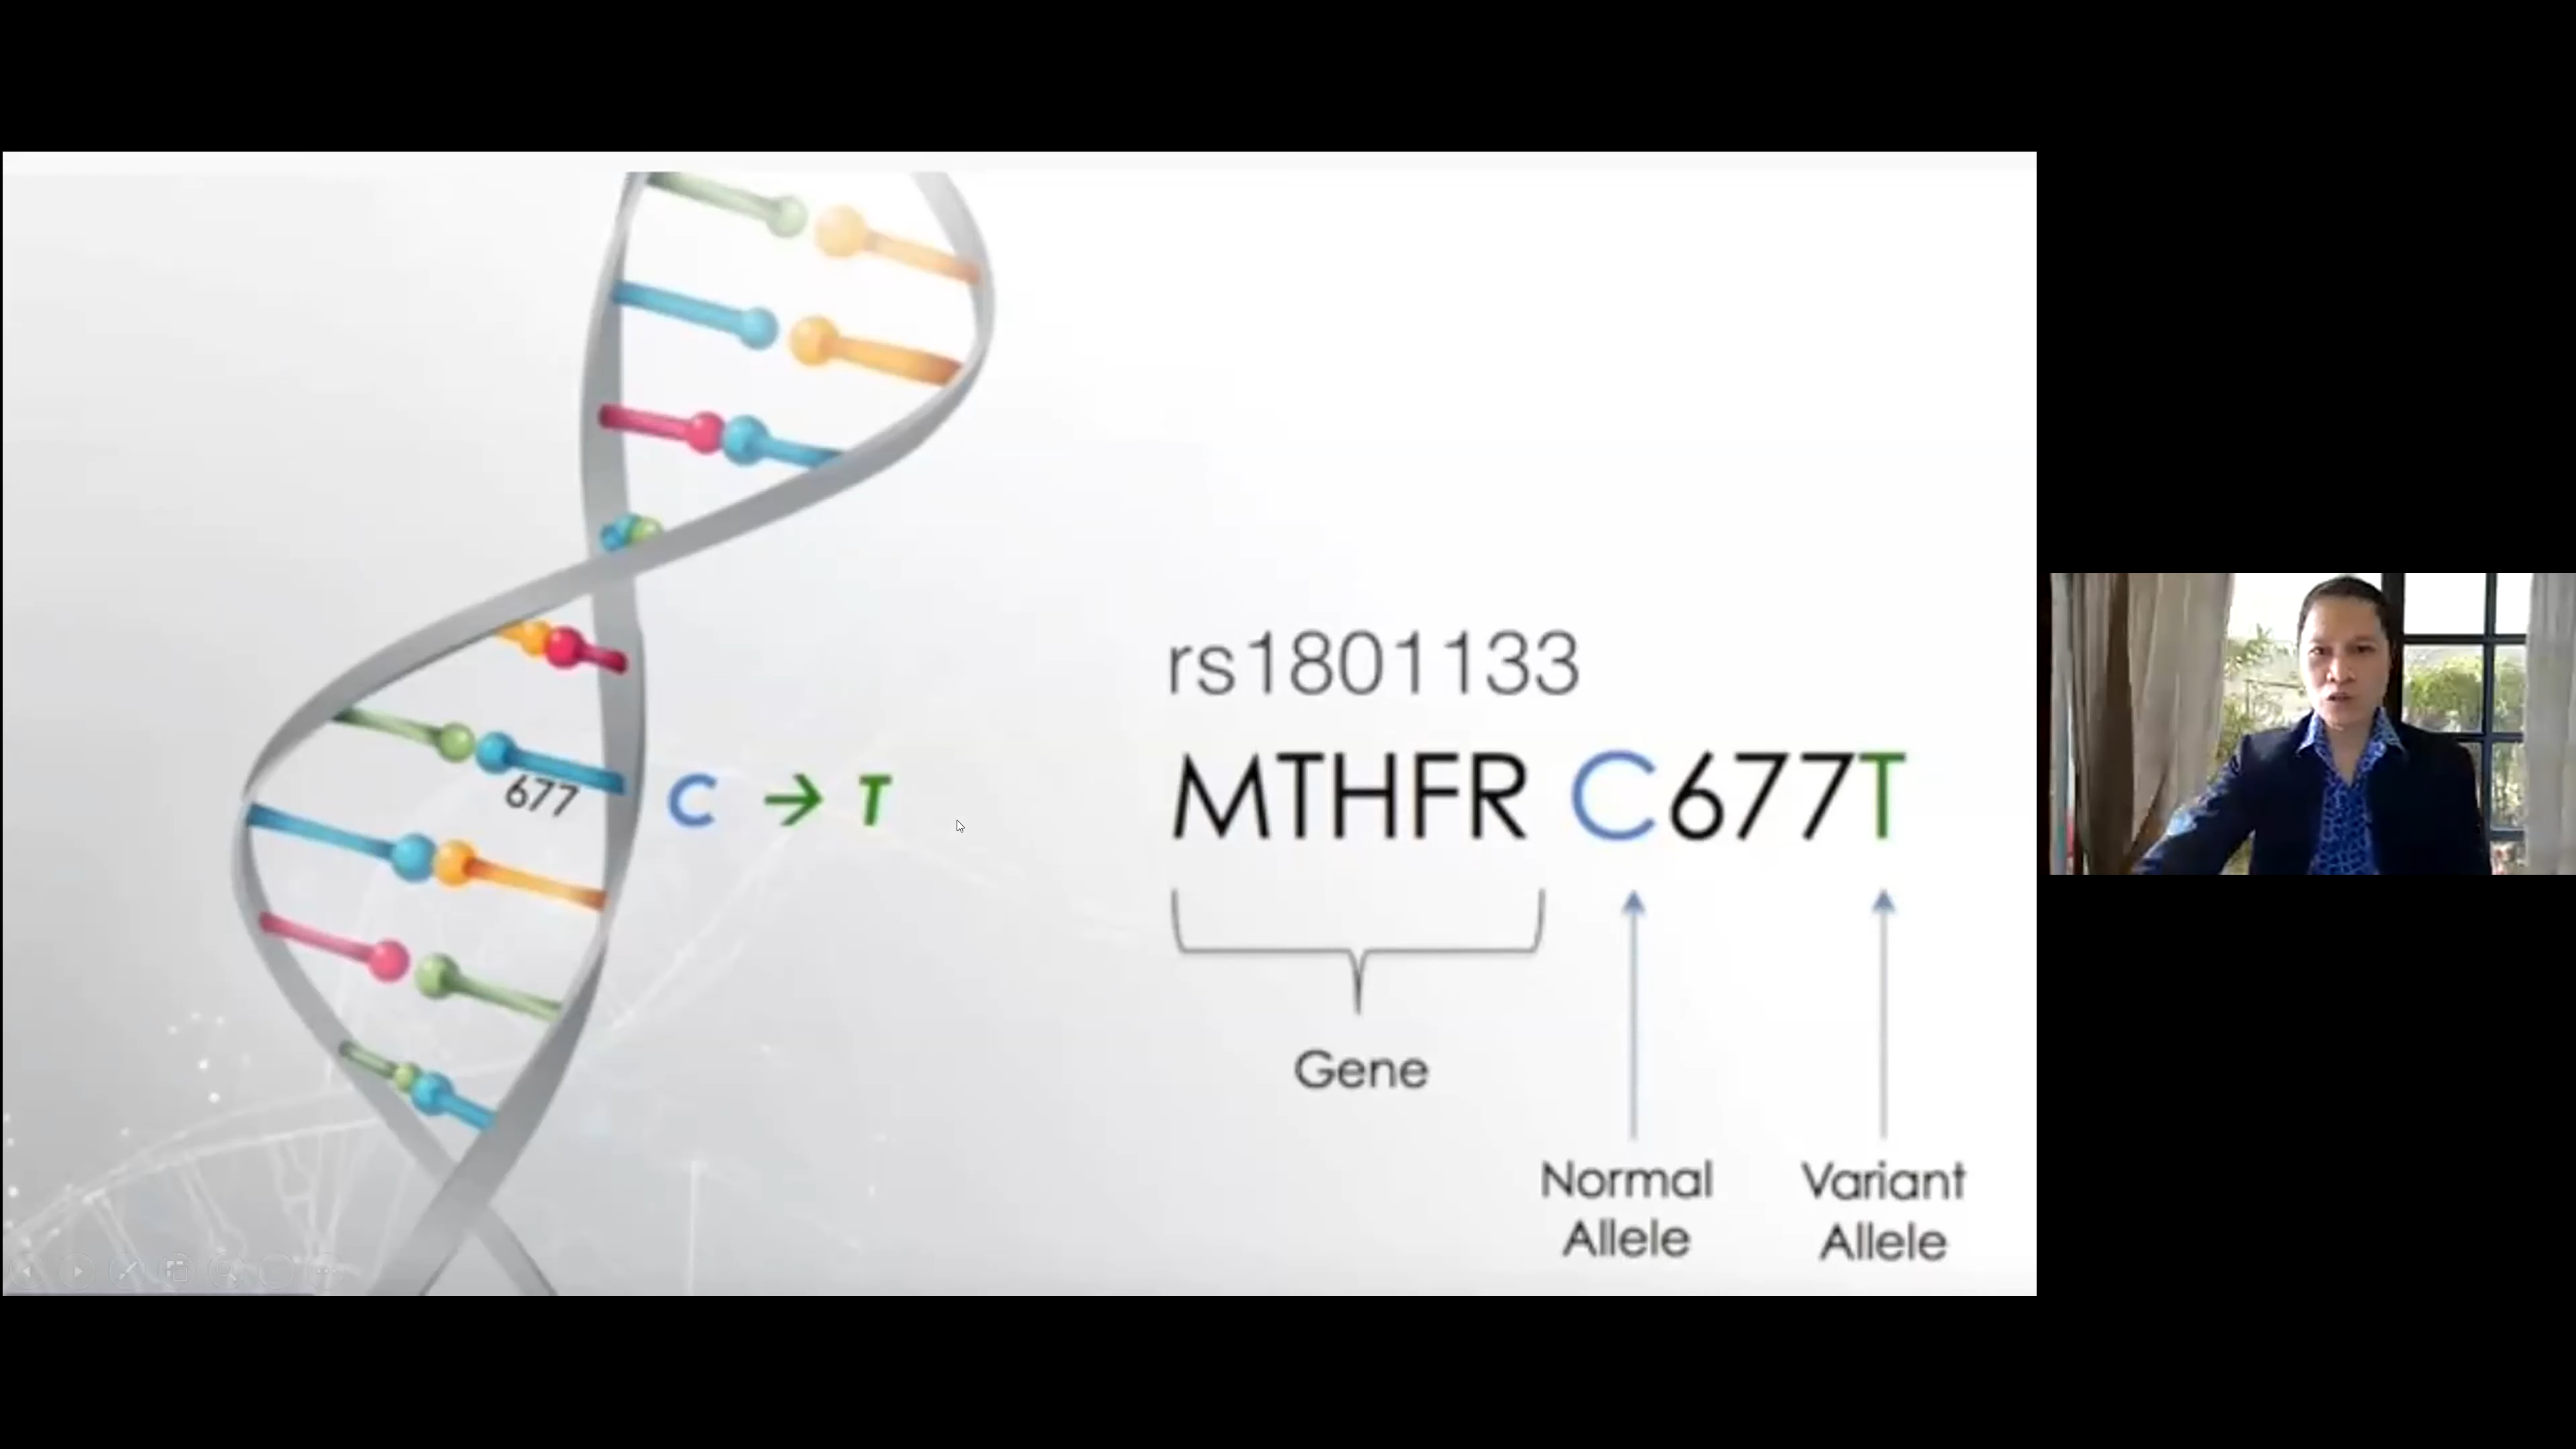 rs1801133
MTHFR C677T
677
C → T
Gene
Normal
Allele
Variant
Allele